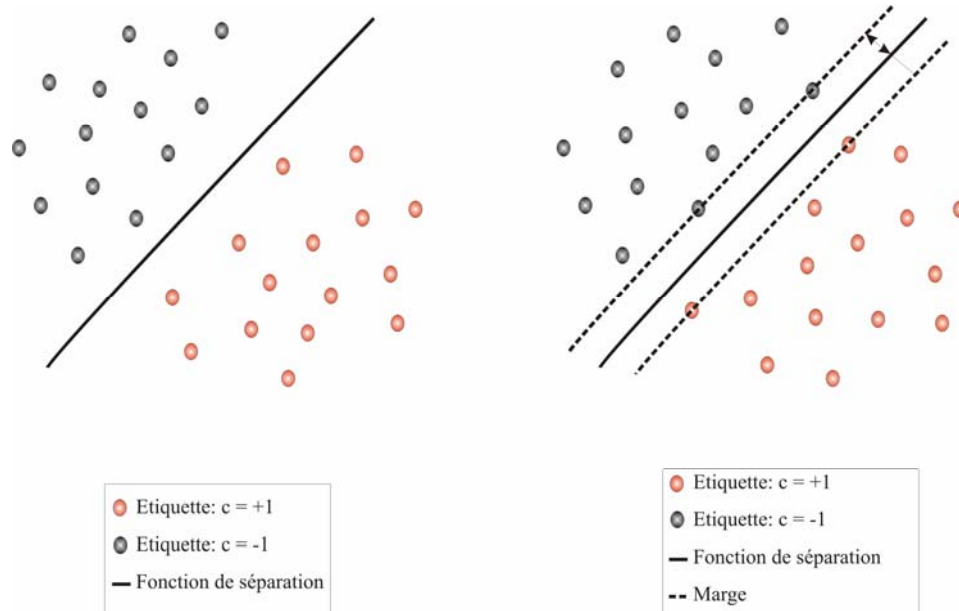 Etiquette: c = +1
Etiquette: c = -1
Fonction de séparation
Etiquette: c = +1
Etiquette: c = -1
Fonction de séparation
Marge